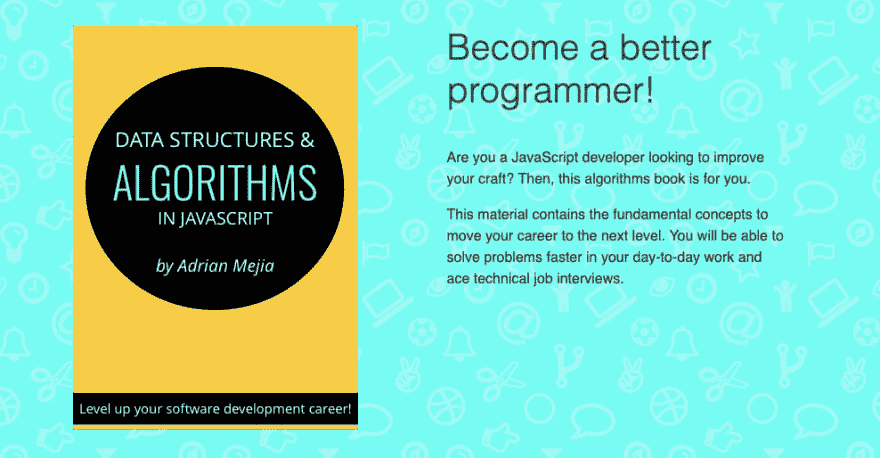 DATA STRUCTURES &
ALGORITHMS
IN JAVASCRIPT
by Adrian Mejia
Level up your software development career!
Become a better
programmer!
Are you a JavaScript developer looking to improve
your craft? Then, this algorithms book is for you.
This material contains the fundamental concepts to
move your career to the next level. You will be able to
solve problems faster in your day-to-day work and
ace technical job interviews.